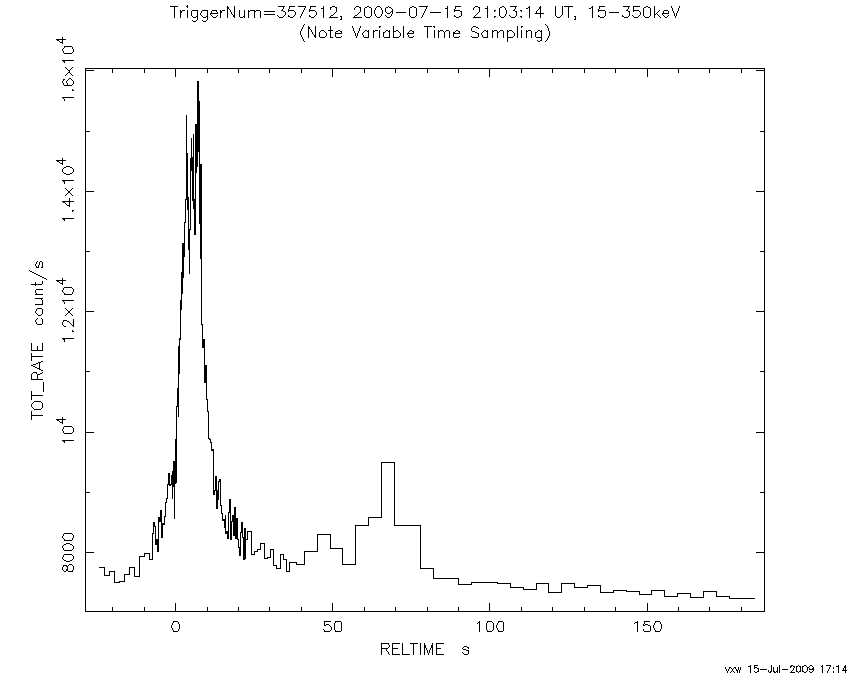 TriggerNum=357512, 2009-07-15 21:03:14 UT, 15-350keV
(Note Variable Time Sampling)
TOT_RATE count/s
1.6×10⁴
1.4×10⁴
1.2×10⁴
10⁴
8000
0 50 100 150
RELTIME s
vxw 15-Jul-2009 17:14